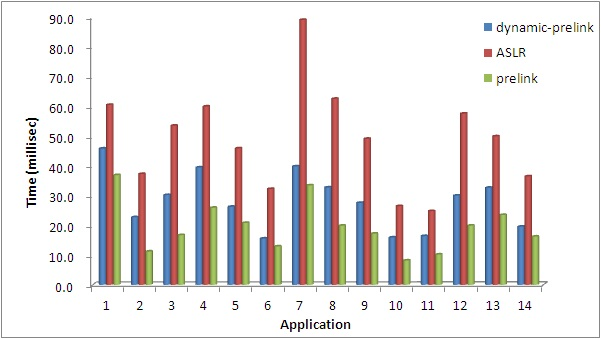 90.0
80.0
70.0
60.0
50.0
40.0
30.0
20.0
10.0
0.0
Time (millisec)
dynamic-prelink
ASLR
prelink
1 2 3 4 5 6 7 8 9 10 11 12 13 14
Application